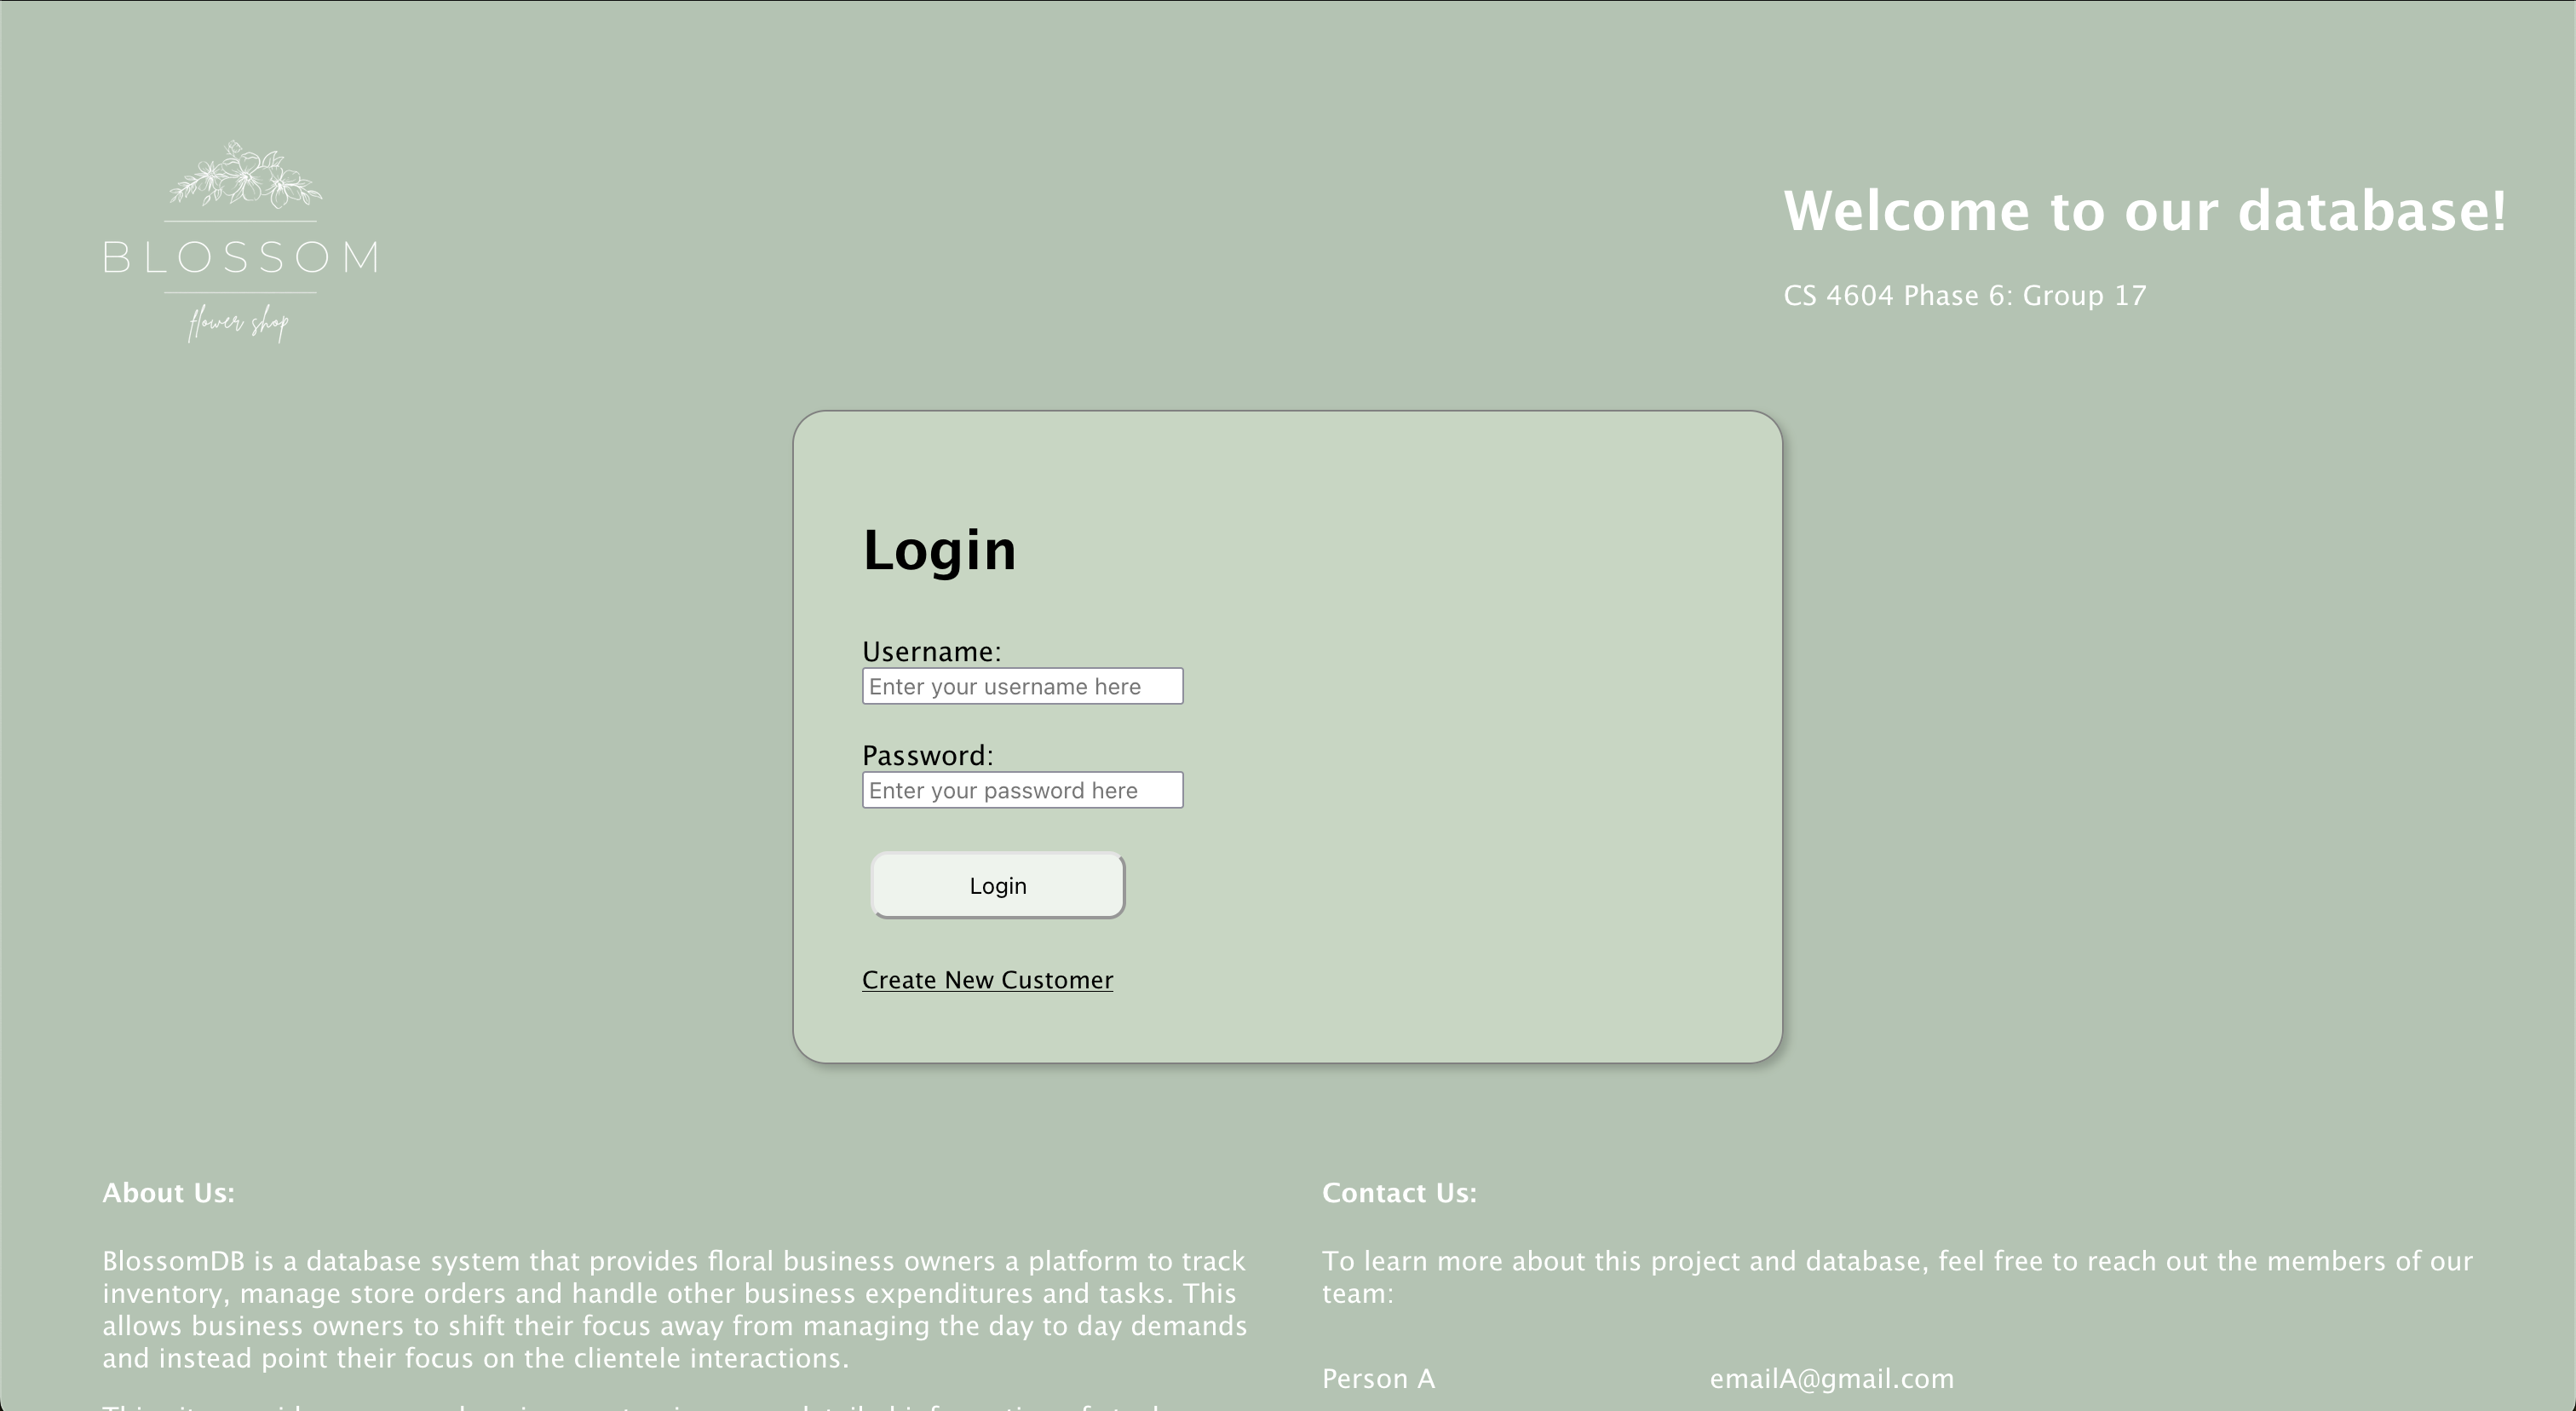 BLOSSOM
flower shop
Welcome to our database!
CS 4604 Phase 6: Group 17
Login
Username:
Enter your username here
Password:
Enter your password here
Login
Create New Customer
About Us:
BlossomDB is a database system that provides floral business owners a platform to track
inventory, manage store orders and handle other business expenditures and tasks. This
allows business owners to shift their focus away from managing the day to day demands
and instead point their focus on the clientele interactions.
Contact Us:
To learn more about this project and database, feel free to reach out the members of our
team:
Person A emailA@gmail.com